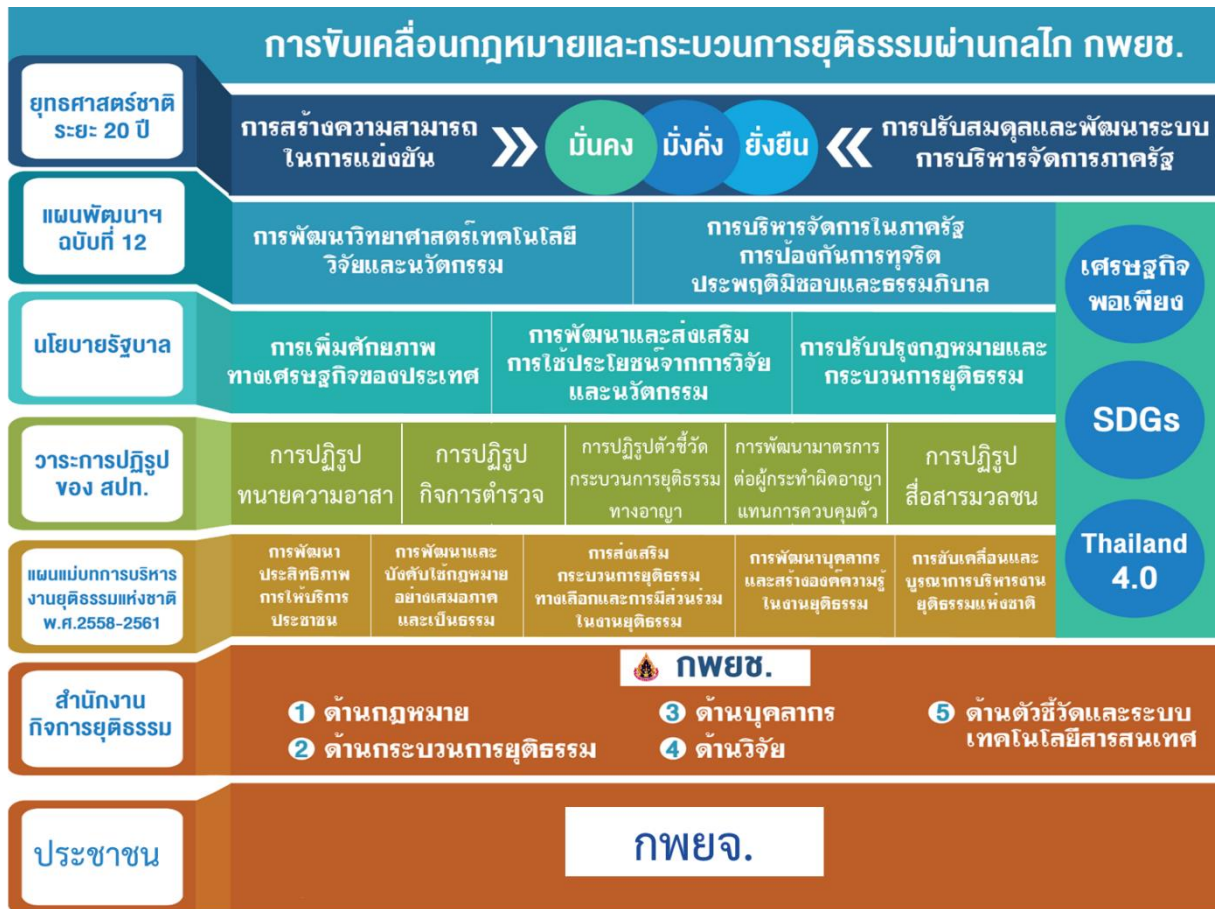 การขับเคลื่อนกฎหมายและกระบวนการยุติธรรมผ่านกลไก กพยช.
ยุทธศาสตร์ชาติ
ระยะ 20 ปี
การสร้างความสามารถ
ในการแข่งขัน
มั่นคง
มั่งคั่ง
ยั่งยืน
การปรับสมดุลและพัฒนาระบบ
การบริหารจัดการภาครัฐ
แผนพัฒนาฯ
ฉบับที่ 12
การพัฒนาวิทยาศาสตร์เทคโนโลยี
วิจัยและนวัตกรรม
การบริหารจัดการในภาครัฐ
การป้องกันการทุจริต
ประพฤติมิชอบและธรรมภิบาล
เศรษฐกิจ
พอเพียง
นโยบายรัฐบาล
การเพิ่มศักยภาพ
ทางเศรษฐกิจของประเทศ
การพัฒนาและส่งเสริม
การใช้ประโยชน์จากการวิจัย
และนวัตกรรม
การปรับปรุงกฎหมายและ
กระบวนการยุติธรรม
SDGs
วาระการปฏิรูป
ของ สปท.
การปฏิรูป
ทนายความอาสา
การปฏิรูป
กิจการตำรวจ
การปฏิรูปตัวชี้วัด
กระบวนการยุติธรรม
ทางอาญา
การพัฒนามาตรการ
ต่อผู้กระทำผิดอาญา
แทนการควบคุมตัว
การปฏิรูป
สื่อสารมวลชน
Thailand
4.0
แผนแม่บทการบริหาร
งานยุติธรรมแห่งชาติ
พ.ศ.2558-2561
การพัฒนา
ประสิทธิภาพ
การให้บริการ
ประชาชน
การพัฒนาและ
บังคับใช้กฎหมาย
อย่างเสมอภาค
และเป็นธรรม
การส่งเสริม
กระบวนการยุติธรรม
ทางเลือกและการมีส่วนร่วม
ในงานยุติธรรม
การพัฒนาบุคลากร
และสร้างองค์ความรู้
ในงานยุติธรรม
การขับเคลื่อนและ
บูรณาการบริหารงาน
ยุติธรรมแห่งชาติ
สำนักงาน
กิจการยุติธรรม
กพยช.
1 ด้านกฎหมาย
2 ด้านกระบวนการยุติธรรม
3 ด้านบุคลากร
4 ด้านวิจัย
5 ด้านตัวชี้วัดและระบบ
เทคโนโลยีสารสนเทศ
ประชาชน
กพยจ.